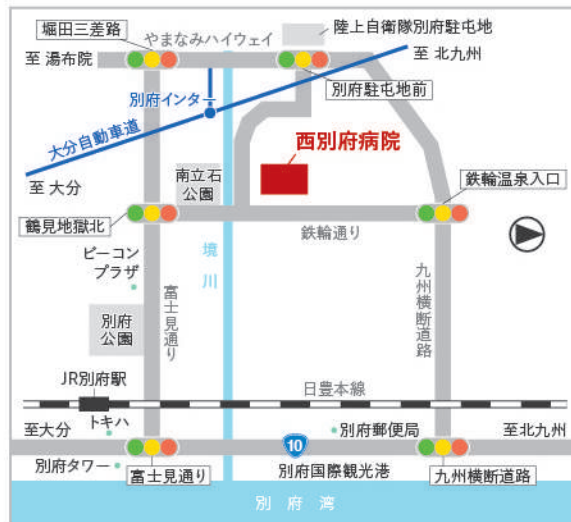 堀田三差路
やまなみハイウェイ
陸上自衛隊別府駐屯地
至 湯布院
至 北九州
別府駐屯地前
別府インター
大分自動車道
西別府病院
至 大分
南立石
公園
鉄輪温泉入口
鶴見地獄北
鉄輪通り
ビーコン
プラザ
境川
富士見通り
九州横断道路
別府
公園
JR別府駅
日豊本線
至大分
トキハ
10
別府郵便局
至北九州
別府タワー
富士見通り
別府国際観光港
九州横断道路
別府湾